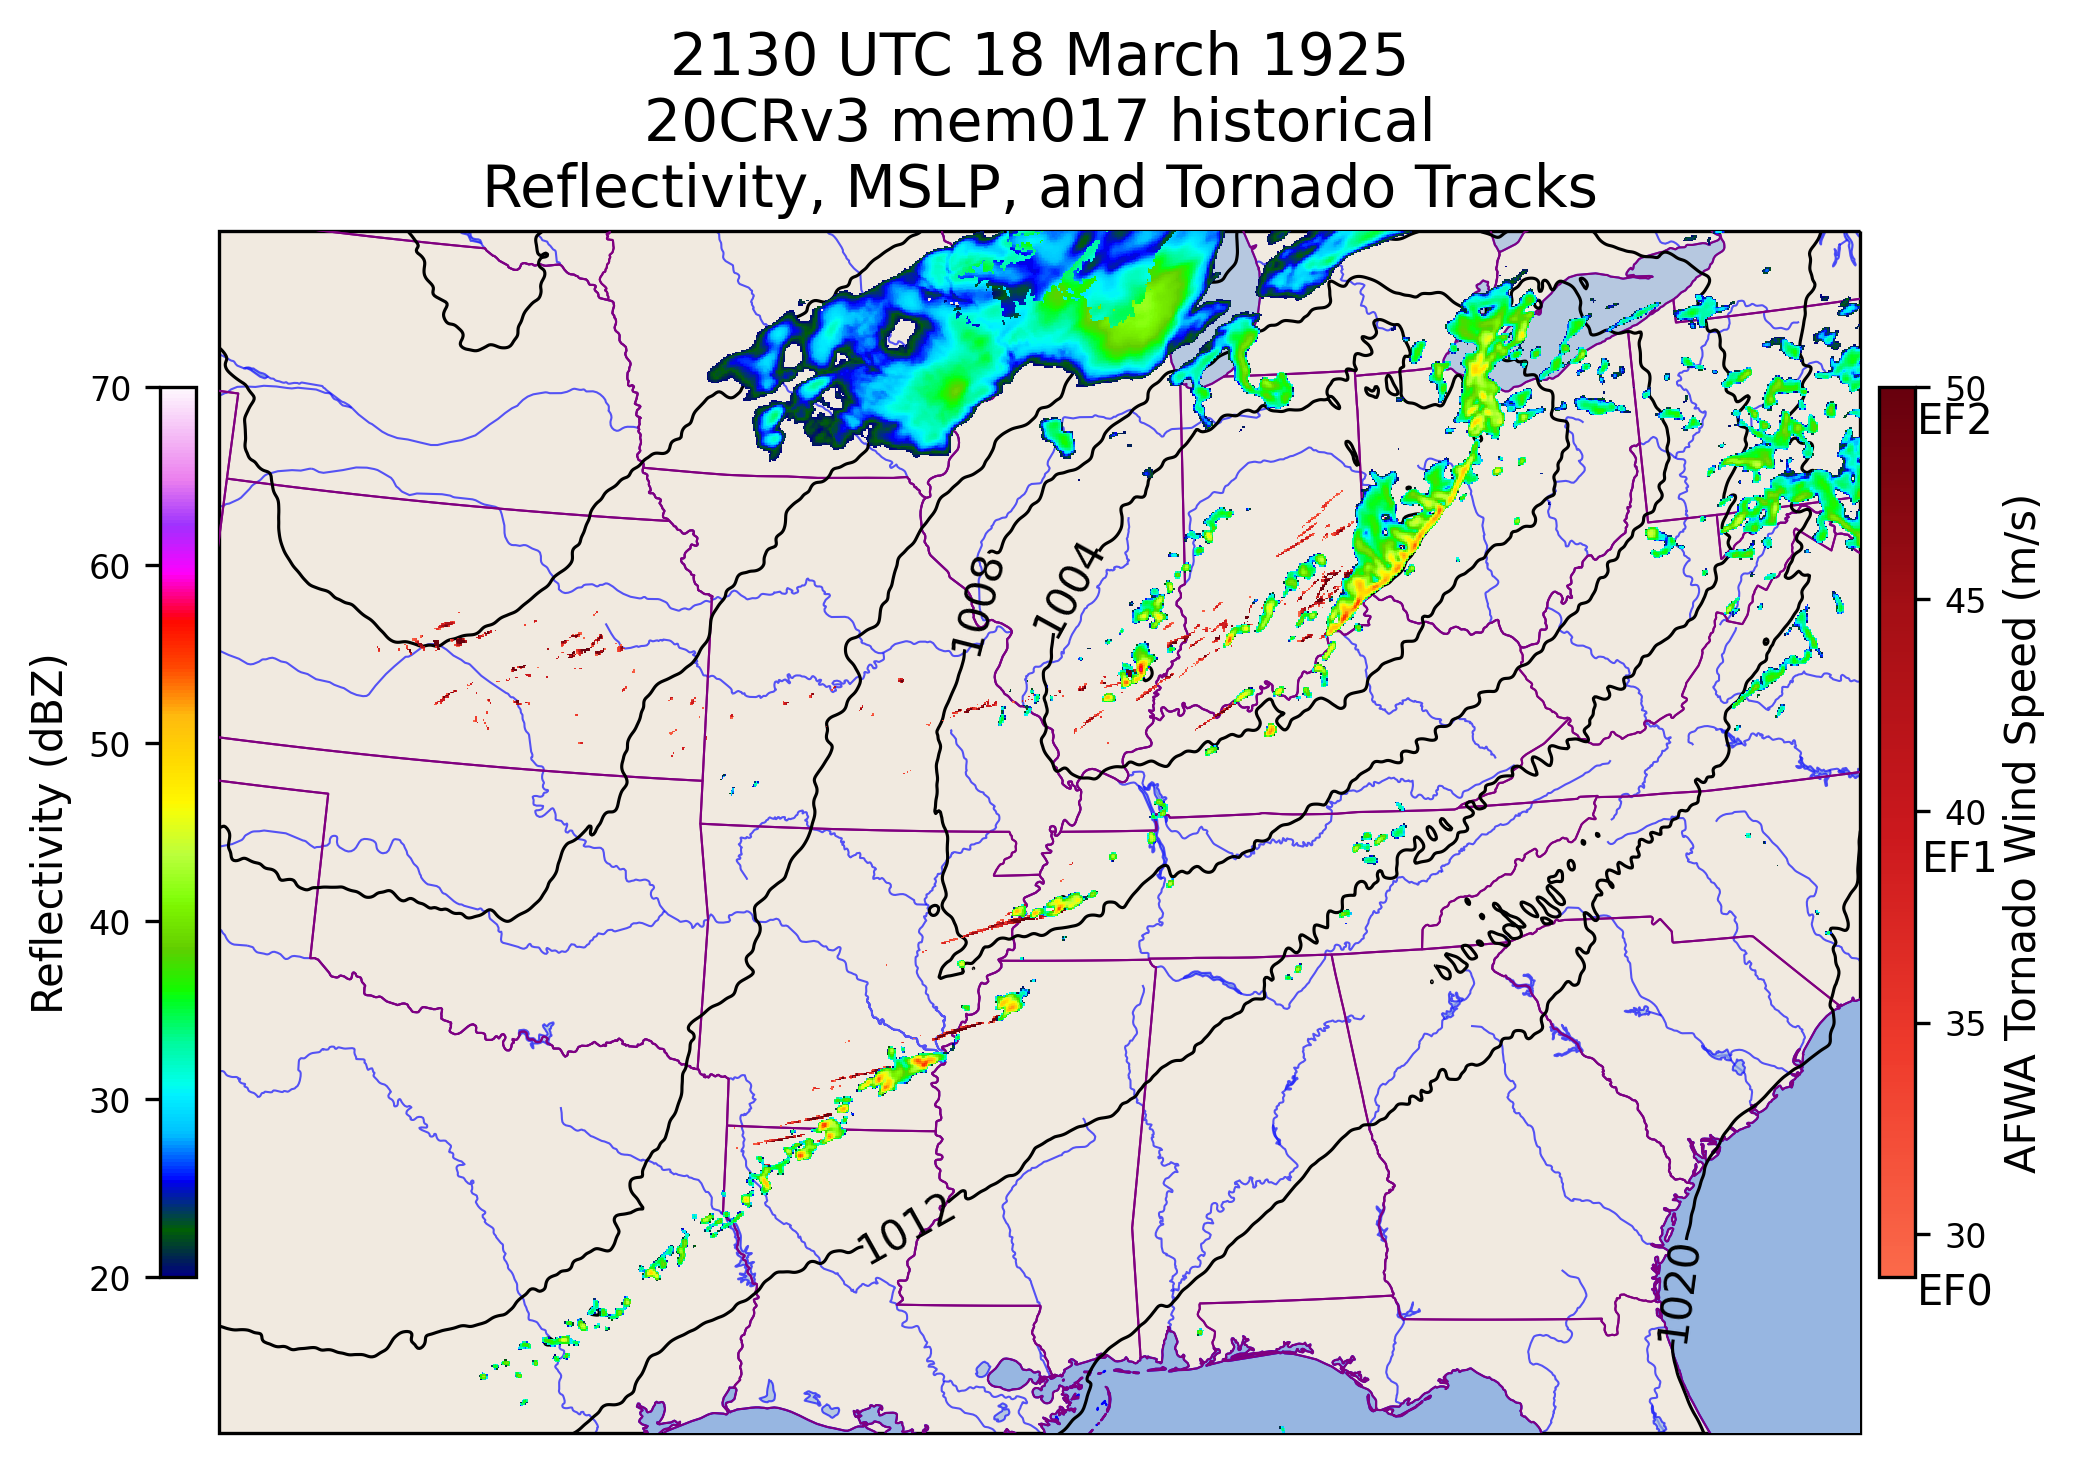 2130 UTC 18 March 1925
20CRv3 mem017 historical
Reflectivity, MSLP, and Tornado Tracks
70
60
50
40
30
20
Reflectivity (dBZ)
1008
1004
1012
1020
50
EF2
45
40
EF1
35
30
EF0
AFWA Tornado Wind Speed (m/s)